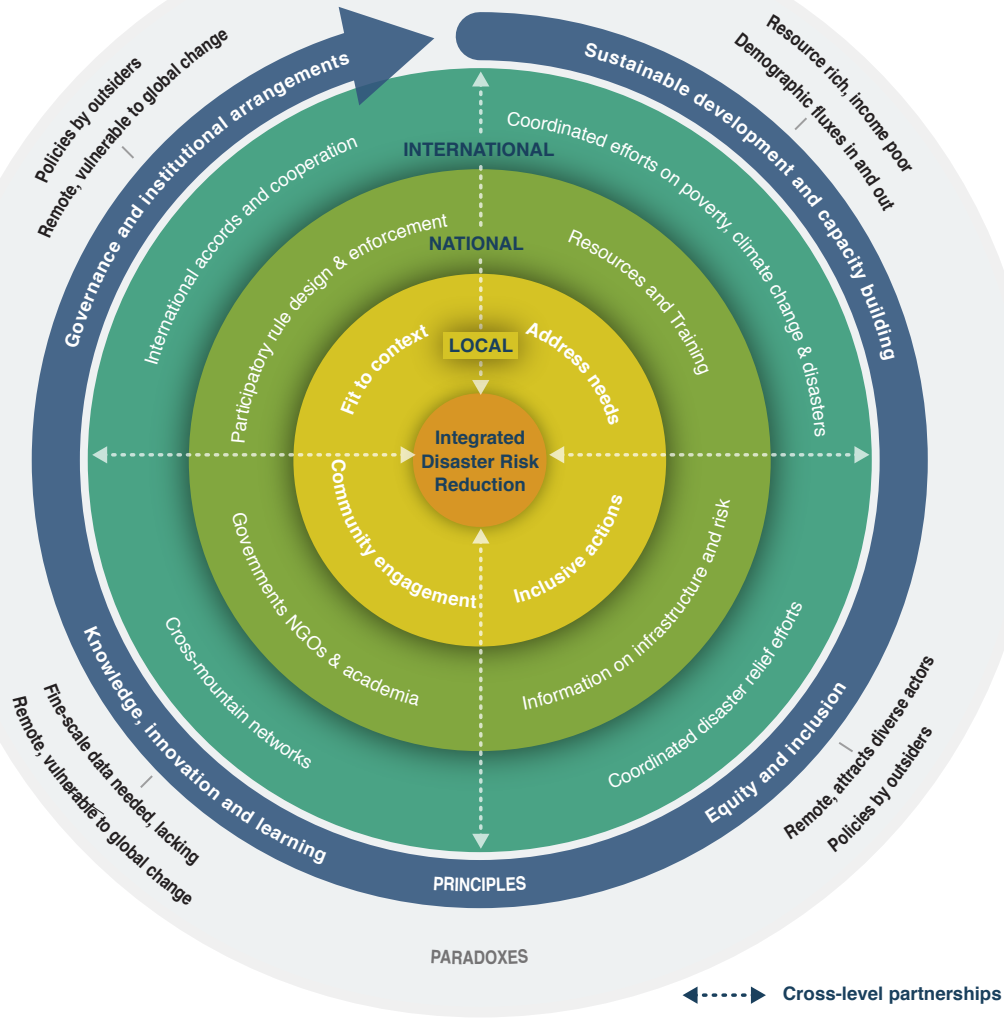 Policies by outsiders
Remote, vulnerable to global change
Resource rich, income poor
Demographic fluxes in and out
Governance and institutional arrangements
Sustainable development and capacity building
International accords and cooperation
INTERNATIONAL
Coordinated efforts on poverty, climate change & disasters
Participatory rule design & enforcement
NATIONAL
Resources and Training
Fit to context
LOCAL
Address needs
Integrated
Disaster Risk
Reduction
Community engagement
Inclusive actions
Governments NGOs & academia
Information on infrastructure and risk
Cross-mountain networks
Coordinated disaster relief efforts
Knowledge, innovation and learning
Equity and inclusion
Fine-scale data needed, lacking
Remote, vulnerable to global change
Remote, attracts diverse actors
Policies by outsiders
PRINCIPLES
PARADOXES
Cross-level partnerships